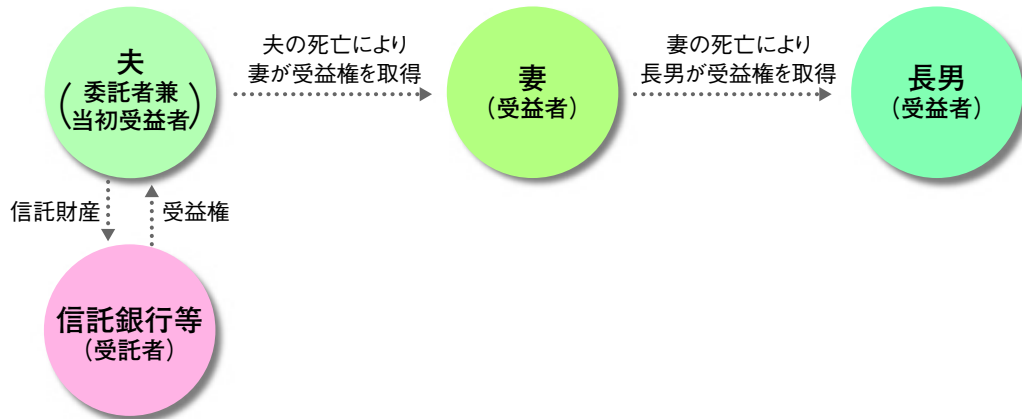 夫
(委託者兼
当初受益者)
夫の死亡により
妻が受益権を取得
妻
(受益者)
妻の死亡により
長男が受益権を取得
長男
(受益者)
信託財産
受益権
信託銀行等
(受託者)